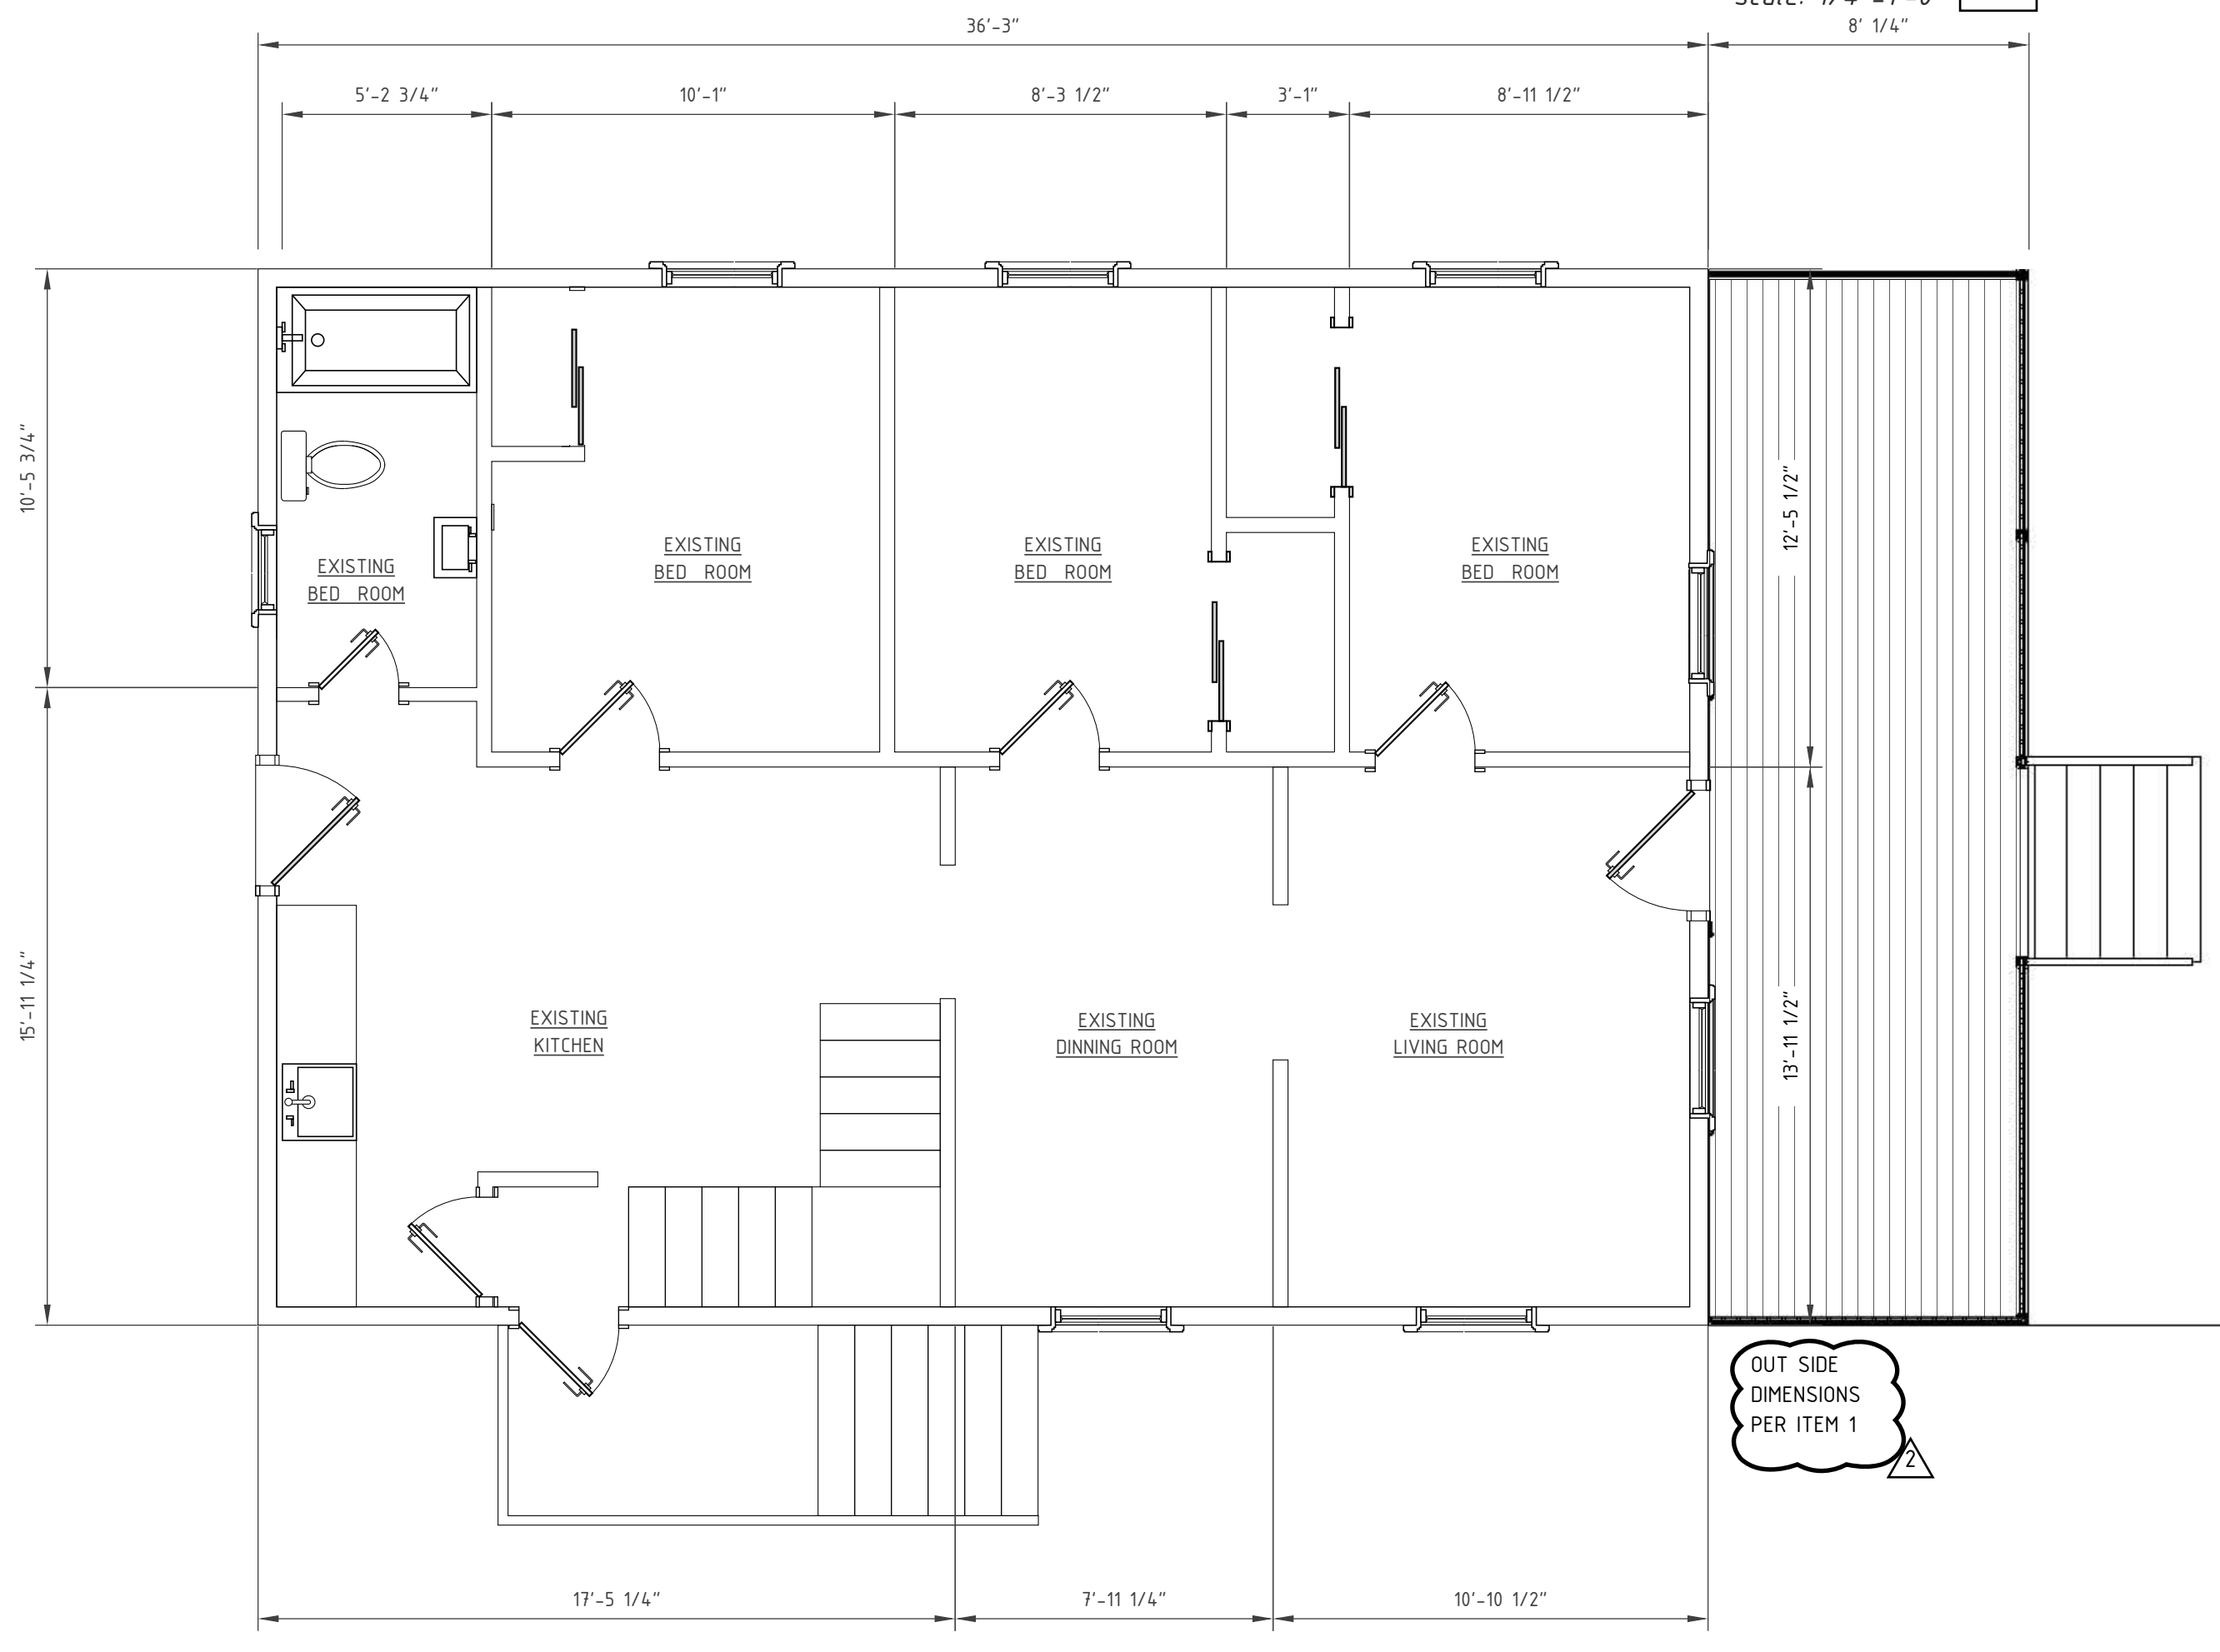 36'-3"
8' 1/4"
5'-2 3/4"
10'-1"
8'-3 1/2"
3'-1"
8'-11 1/2"
10'-5 3/4"
12'-5 1/2"
EXISTING
BED ROOM
EXISTING
BED ROOM
EXISTING
BED ROOM
EXISTING
BED ROOM
15'-11 1/4"
13'-11 1/2"
EXISTING
KITCHEN
EXISTING
DINNING ROOM
EXISTING
LIVING ROOM
OUT SIDE
DIMENSIONS
PER ITEM 1
2
17'-5 1/4"
7'-11 1/4"
10'-10 1/2"